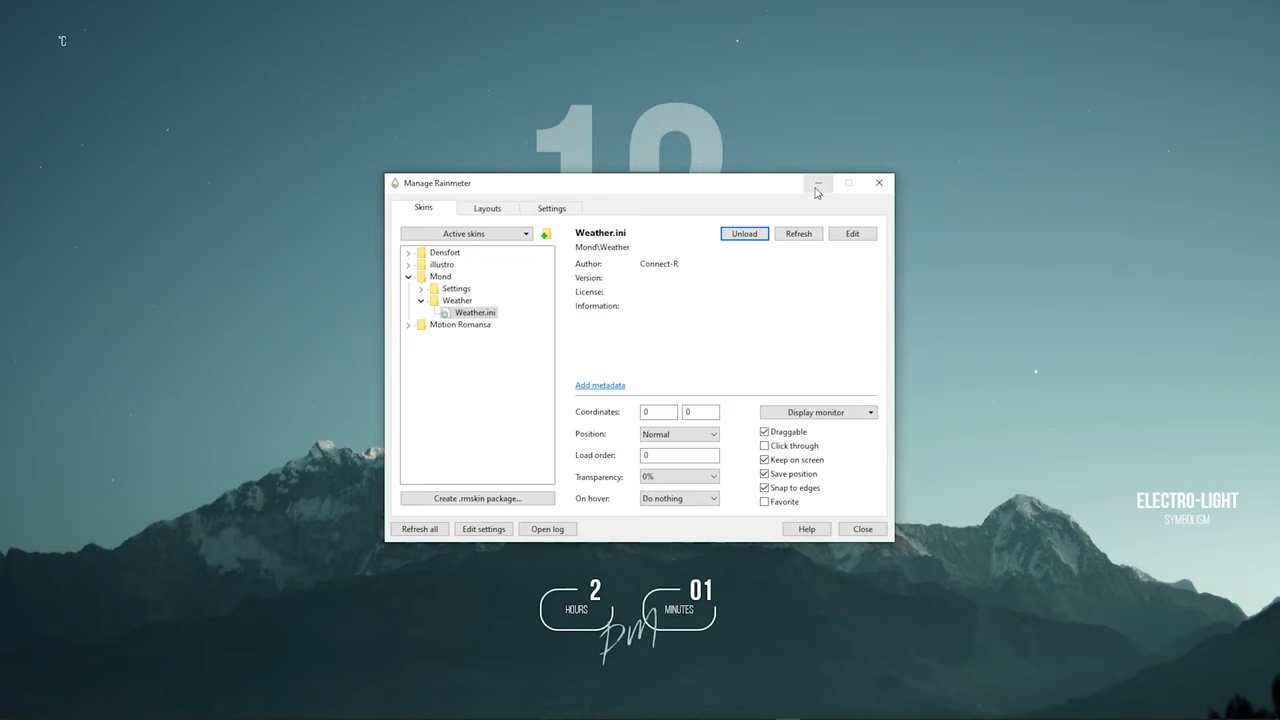 °C
10
Manage Rainmeter
Skins Layouts Settings
Active skins
Densfort
illustro
Mond
Settings
Weather
Weather.ini
Motion Romansa
Create .rmskin package...
Weather.ini
Mond\Weather
Unload Refresh Edit
Author: Connect-R
Version:
License:
Information:
Add metadata
Coordinates: 0 0
Position: Normal
Load order: 0
Transparency: 0%
On hover: Do nothing
Display monitor
Draggable
Click through
Keep on screen
Save position
Snap to edges
Favorite
Refresh all Edit settings Open log Help Close
ELECTRO-LIGHT
SYMBOLISM
2 HOURS
01 MINUTES
pm